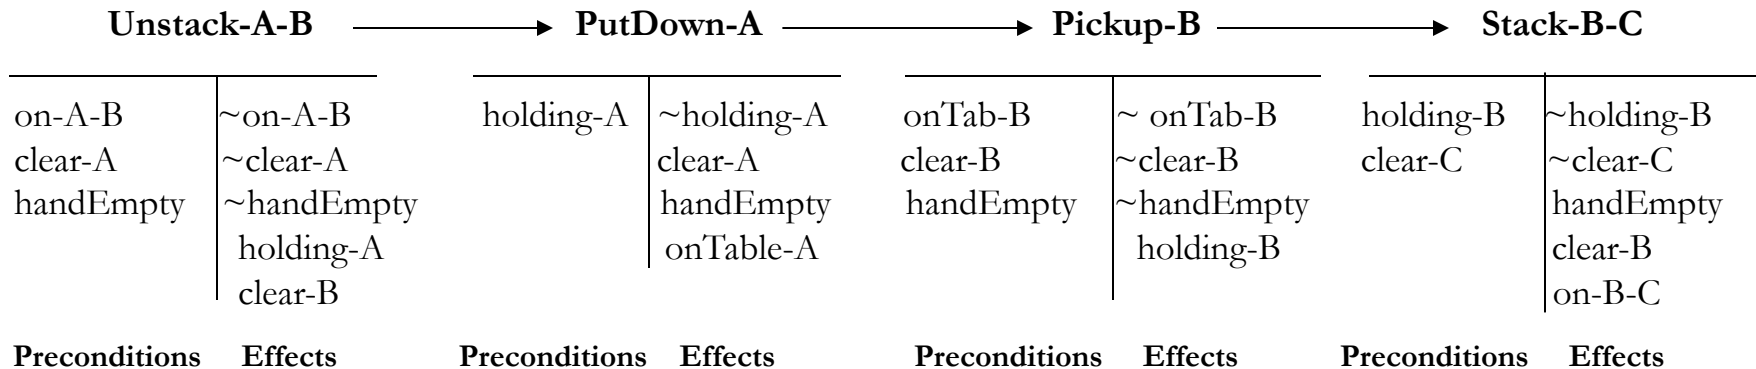 Unstack-A-B PutDown-A Pickup-B Stack-B-C
on-A-B ~on-A-B holding-A ~holding-A onTab-B ~ onTab-B holding-B ~holding-B
clear-A ~clear-A clear-A clear-B ~clear-B clear-C ~clear-C
handEmpty ~handEmpty handEmpty handEmpty ~handEmpty handEmpty
holding-A onTable-A holding-B clear-B
clear-B on-B-C
Preconditions Effects Preconditions Effects Preconditions Effects Preconditions Effects